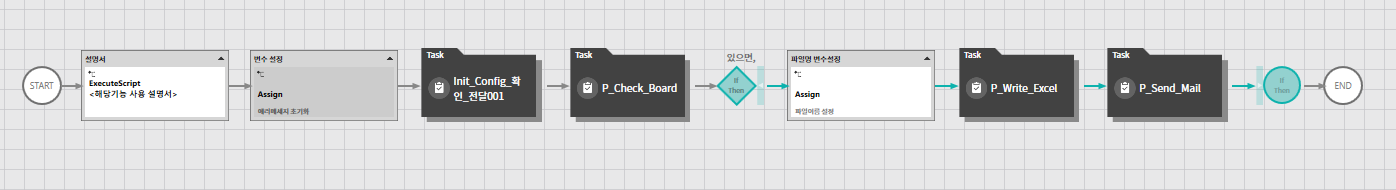 START
설명서
ExecuteScript
<해당기능 사용 설명서>
변수 설정
Assign
에러메세지 초기화
Task
Init_Config_확
인_전달001
Task
P_Check_Board
있으면,
If
Then
파일명 변수설정
Assign
파일이름 설정
Task
P_Write_Excel
Task
P_Send_Mail
If
Then
END